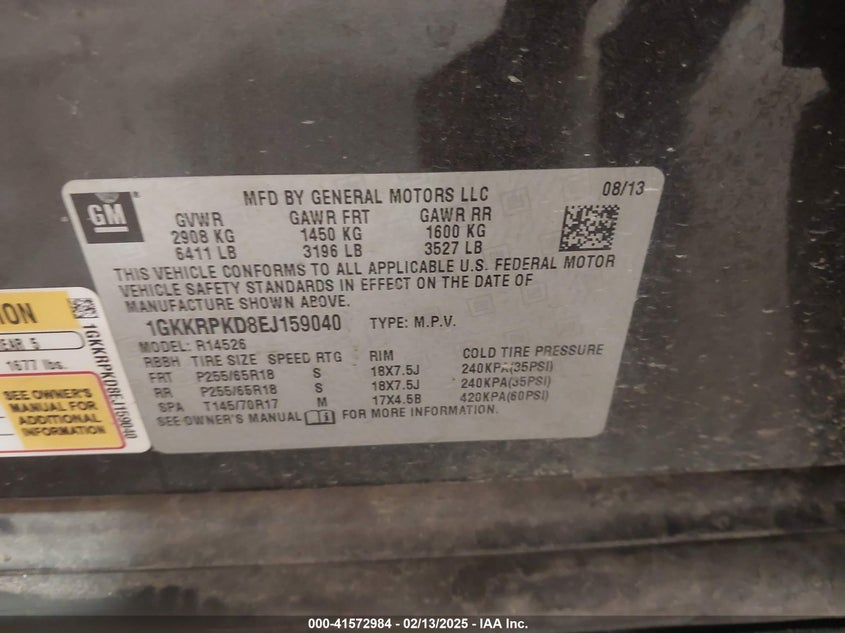 GM ®
MFD BY GENERAL MOTORS LLC 08/13
GVWR GAWR FRT GAWR RR
2908 KG 1450 KG 1600 KG
6411 LB 3196 LB 3527 LB
THIS VEHICLE CONFORMS TO ALL APPLICABLE U.S. FEDERAL MOTOR
VEHICLE SAFETY STANDARDS IN EFFECT ON THE DATE OF
MANUFACTURE SHOWN ABOVE.
1GKKRPKD8EJ159040 TYPE: M.P.V.
MODEL: R14526
RBBH TIRE SIZE SPEED RTG RIM COLD TIRE PRESSURE
FRT P255/65R18 S 18X7.5J 240KPA(35PSI)
RR P255/65R18 S 18X7.5J 240KPA(35PSI)
SPA T145/70R17 M 17X4.5B 420KPA(60PSI)
SEE OWNER'S MANUAL FOR MORE INFORMATION.
ION
EAR 5
1677 lbs.
SEE OWNER'S
MANUAL FOR
ADDITIONAL
INFORMATION
1GKKRPKD8EJ159040
000-41572984 - 02/13/2025 - IAA Inc.